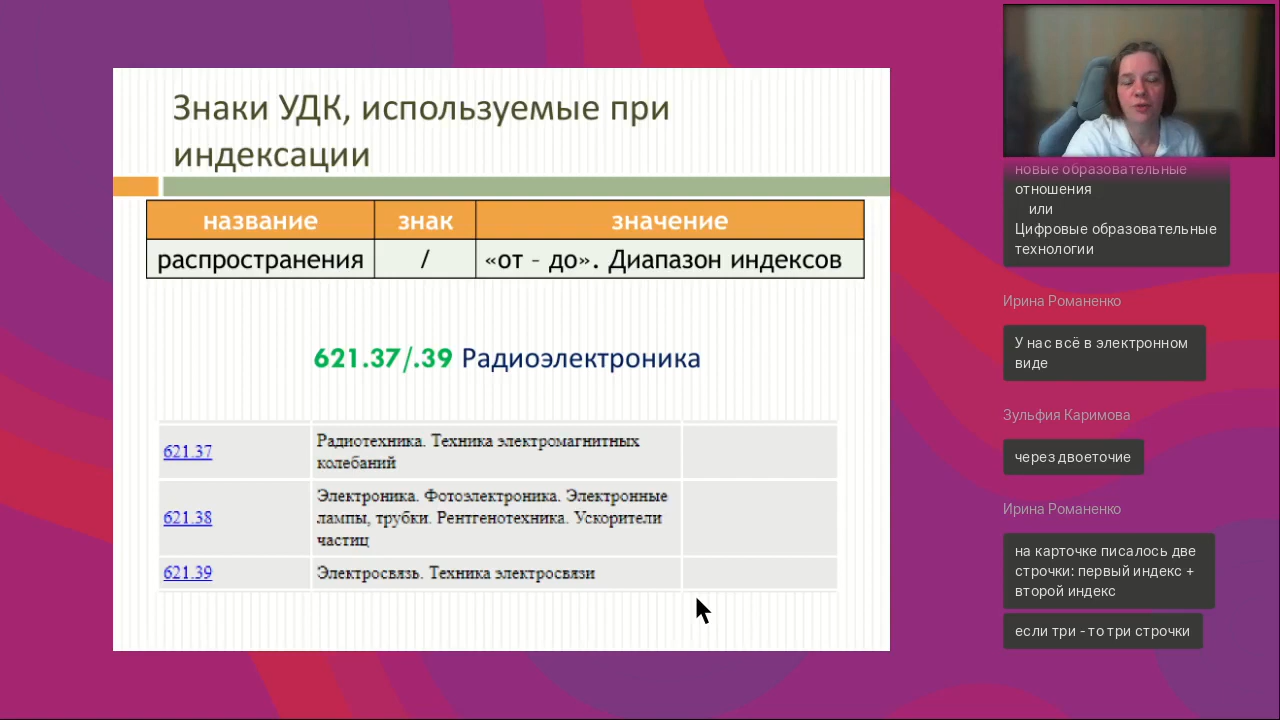 Знаки УДК, используемые при
индексации
название знак значение
распространения / «от – до». Диапазон индексов
621.37/.39 Радиоэлектроника
621.37 Радиотехника. Техника электромагнитных
колебаний
621.38 Электроника. Фотоэлектроника. Электронные
лампы, трубки. Рентгенотехника. Ускорители
частиц
621.39 Электросвязь. Техника электросвязи
новые образовательные
отношения
или
Цифровые образовательные
технологии
Ирина Романенко
У нас всё в электронном
виде
Зульфия Каримова
через двоеточие
Ирина Романенко
на карточке писалось две
строчки: первый индекс +
второй индекс
если три - то три строчки